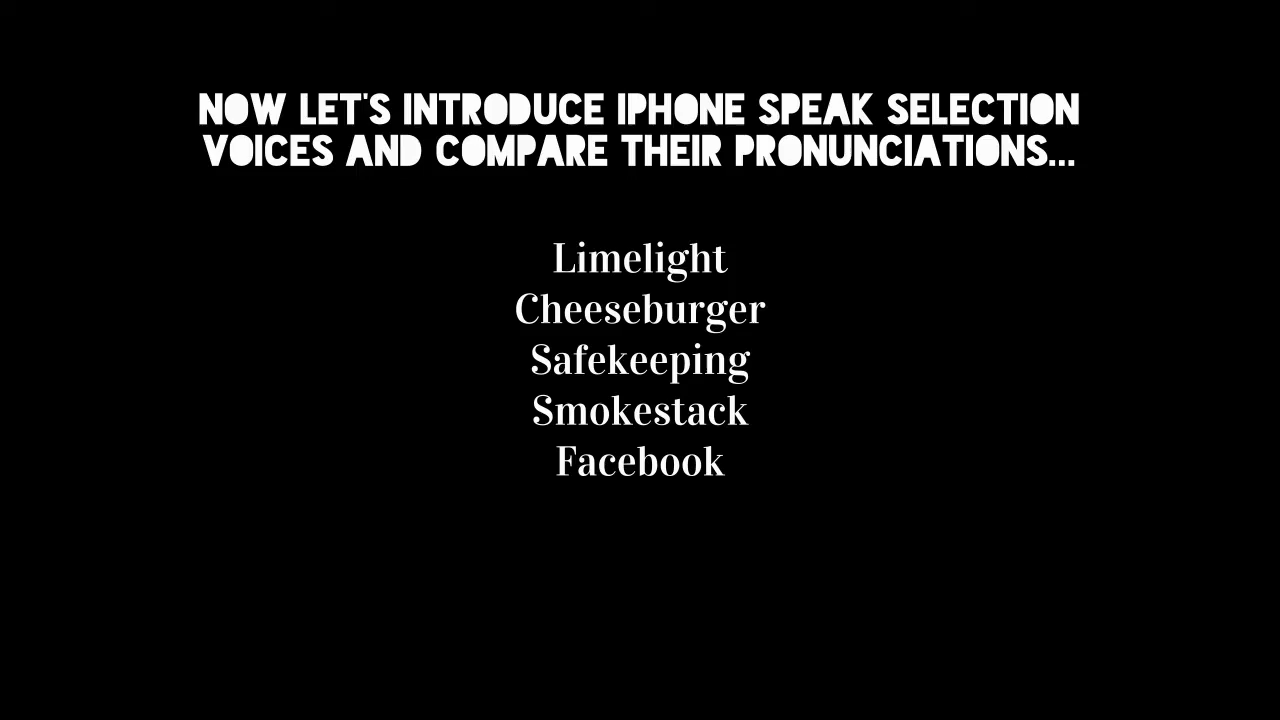 NOW LET'S INTRODUCE IPHONE SPEAK SELECTION
VOICES AND COMPARE THEIR PRONUNCIATIONS...
Limelight
Cheeseburger
Safekeeping
Smokestack
Facebook